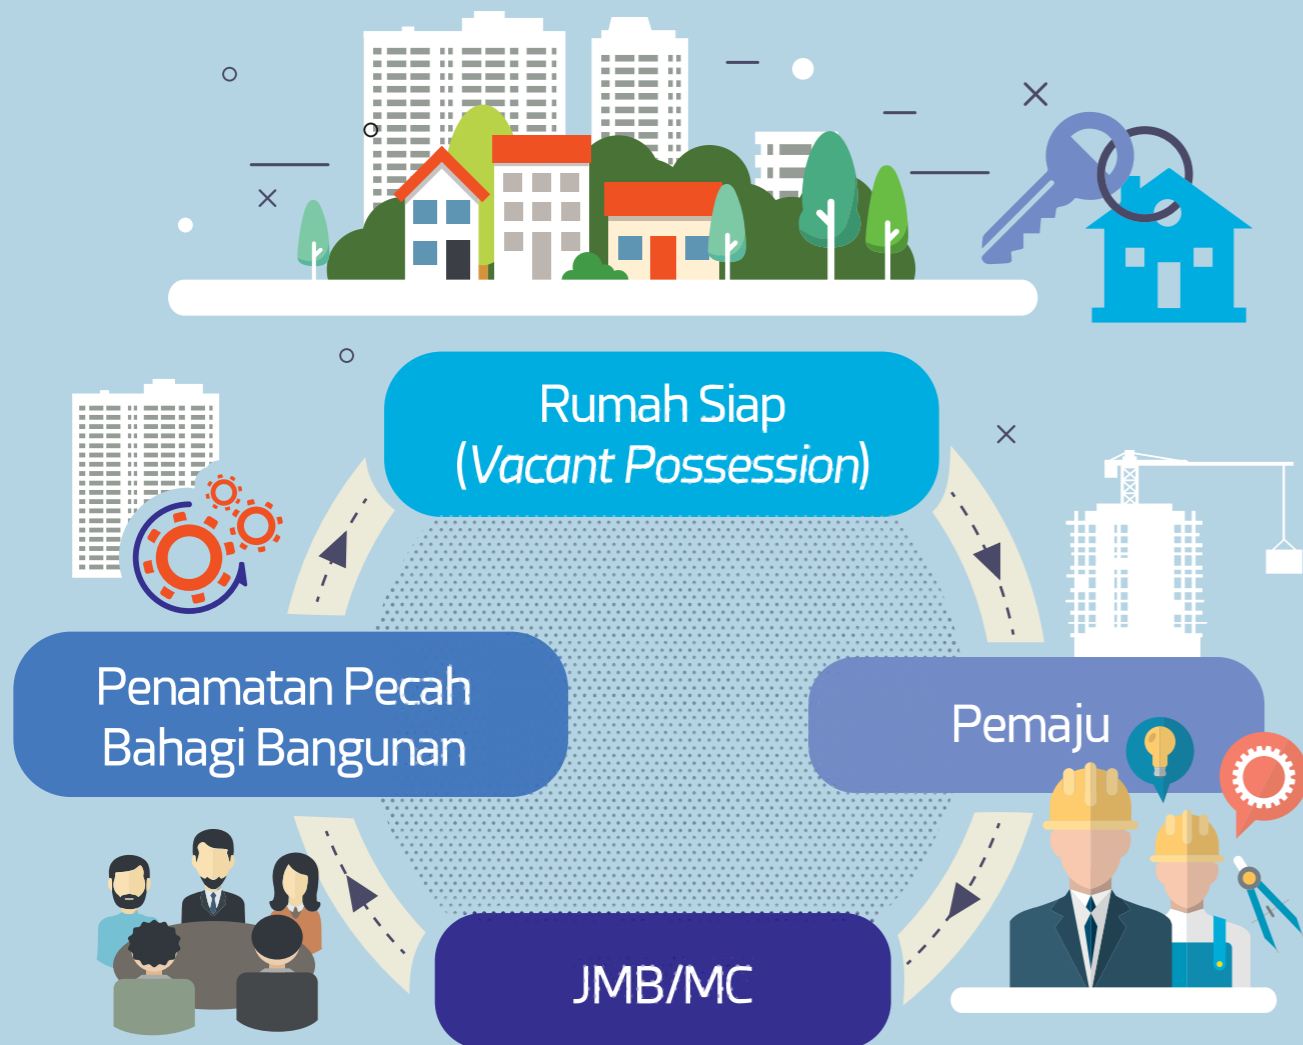 Rumah Siap
(Vacant Possession)
Penamatan Pecah
Bahagi Bangunan
Pemaju
JMB/MC